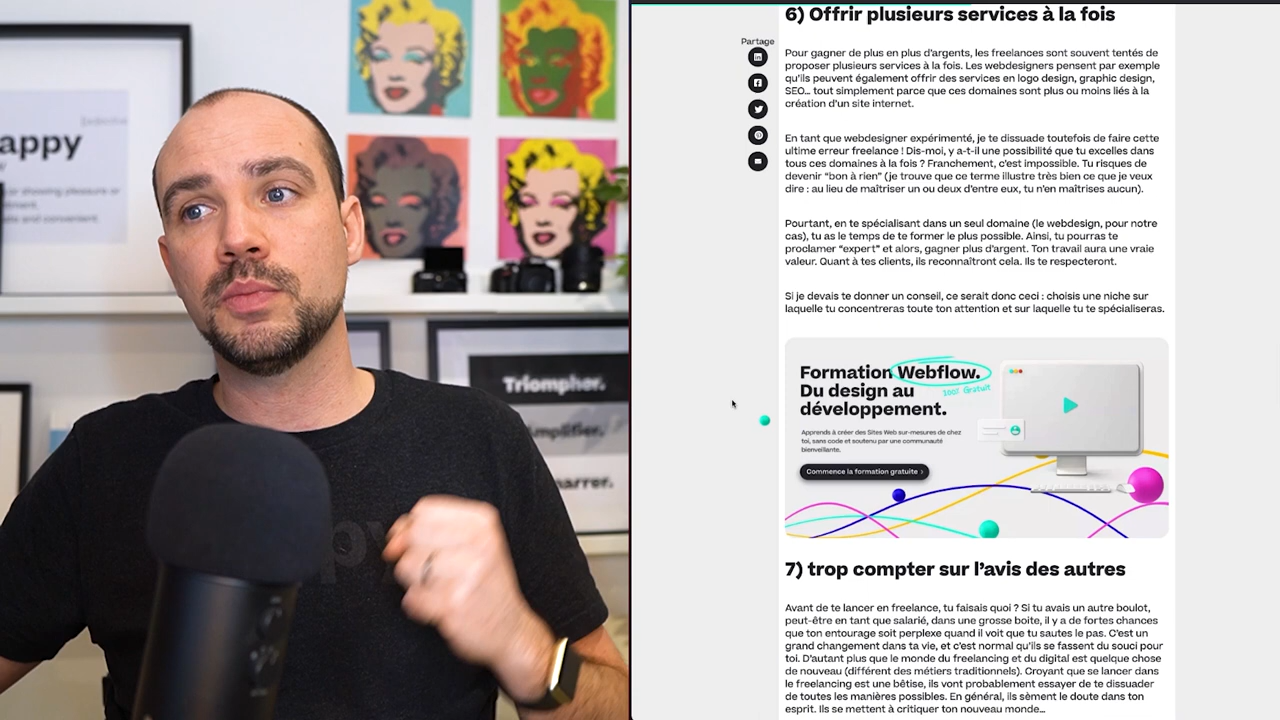 appy
Triompher.
6) Offrir plusieurs services à la fois
Partage
Pour gagner de plus en plus d'argents, les freelances sont souvent tentés de
proposer plusieurs services à la fois. Les webdesigners pensent par exemple
qu'ils peuvent également offrir des services en logo design, graphic design,
SEO... tout simplement parce que ces domaines sont plus ou moins liés à la
création d'un site internet.
En tant que webdesigner expérimenté, je te dissuade toutefois de faire cette
ultime erreur freelance ! Dis-moi, y a-t-il une possibilité que tu excelles dans
tous ces domaines à la fois ? Franchement, c'est impossible. Tu risques de
devenir “bon à rien” (je trouve que ce terme illustre très bien ce que je veux
dire : au lieu de maîtriser un ou deux d'entre eux, tu n'en maîtrises aucun).
Pourtant, en te spécialisant dans un seul domaine (le webdesign, pour notre
cas), tu as le temps de te former le plus possible. Ainsi, tu pourras te
proclamer “expert” et alors, gagner plus d'argent. Ton travail aura une vraie
valeur. Quant à tes clients, ils reconnaîtront cela. Ils te respecteront.
Si je devais te donner un conseil, ce serait donc ceci : choisis une niche sur
laquelle tu concentreras toute ton attention et sur laquelle tu te spécialiseras.
Formation Webflow.
100% Gratuit
Du design au
développement.
Apprends à créer des Sites Web sur-mesures de chez
toi, sans code et soutenu par une communauté
bienveillante.
Commence la formation gratuite ›
7) trop compter sur l'avis des autres
Avant de te lancer en freelance, tu faisais quoi ? Si tu avais un autre boulot,
peut-être en tant que salarié, dans une grosse boite, il y a de fortes chances
que ton entourage soit perplexe quand il voit que tu sautes le pas. C'est un
grand changement dans ta vie, et c'est normal qu'ils se fassent du souci pour
toi. D'autant plus que le monde du freelancing et du digital est quelque chose
de nouveau (différent des métiers traditionnels). Croyant que se lancer dans
le freelancing est une bêtise, ils vont probablement essayer de te dissuader
de toutes les manières possibles. En général, ils sèment le doute dans ton
esprit. Ils se mettent à critiquer ton nouveau monde...